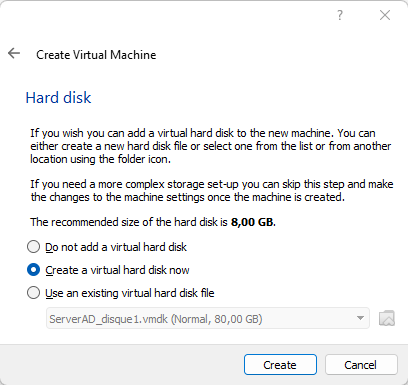 ?
Create Virtual Machine
Hard disk
If you wish you can add a virtual hard disk to the new machine. You can
either create a new hard disk file or select one from the list or from another
location using the folder icon.
If you need a more complex storage set-up you can skip this step and make
the changes to the machine settings once the machine is created.
The recommended size of the hard disk is 8,00 GB.
Do not add a virtual hard disk
Create a virtual hard disk now
Use an existing virtual hard disk file
ServerAD_disque1.vmdk (Normal, 80,00 GB)
Create
Cancel